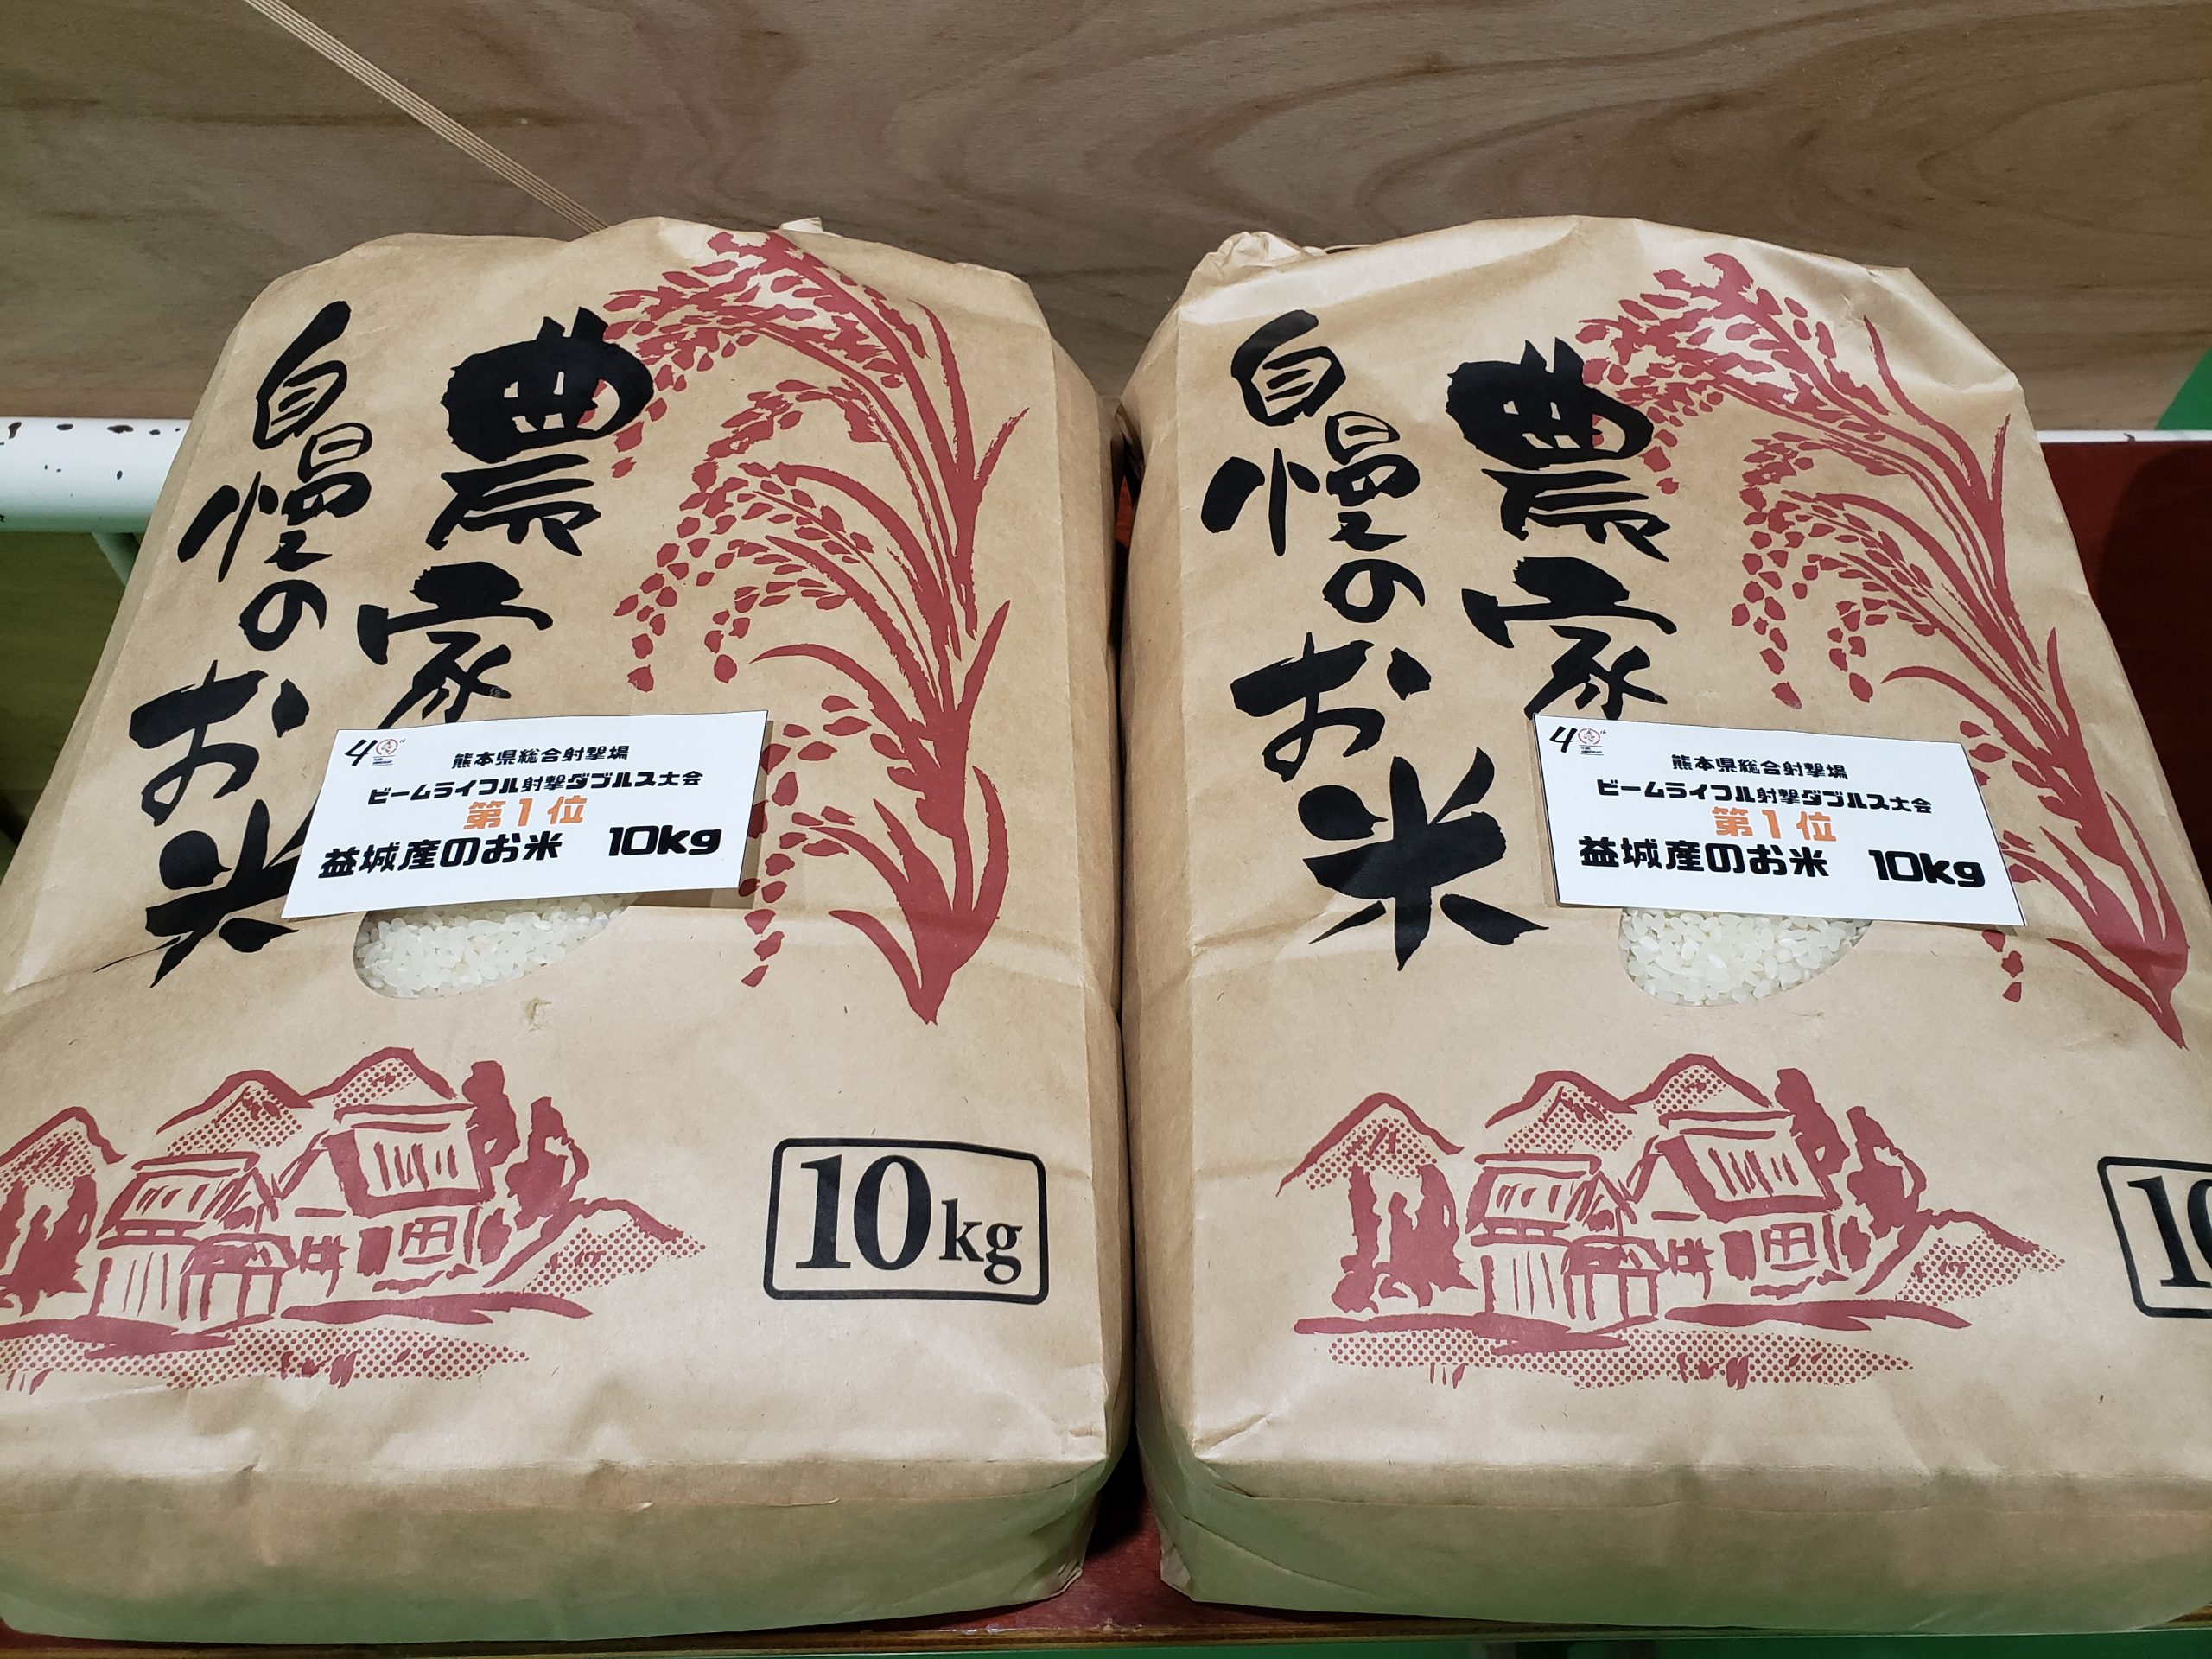 農家
自慢のお米
40
熊本県総合射撃場
ビームライフル射撃ダブルス大会
第1位
益城産のお米 10kg
10kg
農家
自慢のお米
40
熊本県総合射撃場
ビームライフル射撃ダブルス大会
第1位
益城産のお米 10kg
10